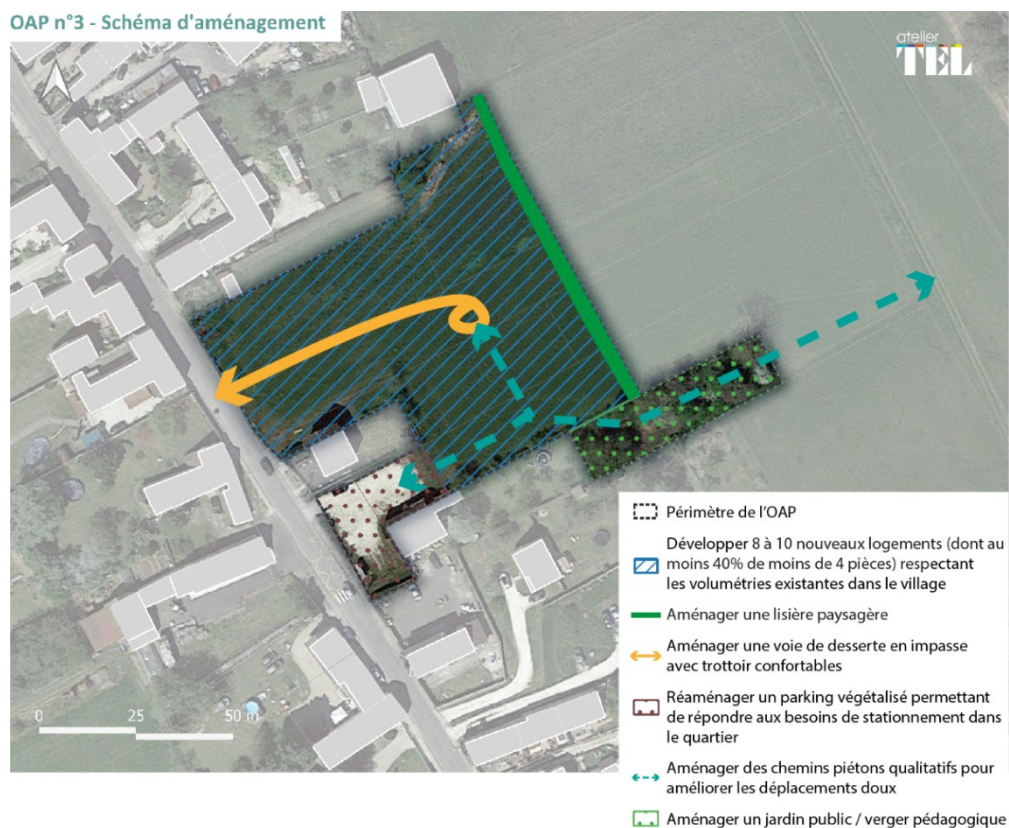 OAP n°3 - Schéma d'aménagement
atelier
TEL
Périmètre de l'OAP
Développer 8 à 10 nouveaux logements (dont au
moins 40% de moins de 4 pièces) respectant
les volumétries existantes dans le village
Aménager une lisière paysagère
Aménager une voie de desserte en impasse
avec trottoir confortables
Réaménager un parking végétalisé permettant
de répondre aux besoins de stationnement dans
le quartier
Aménager des chemins piétons qualitatifs pour
améliorer les déplacements doux
Aménager un jardin public / verger pédagogique
0 25 50 m